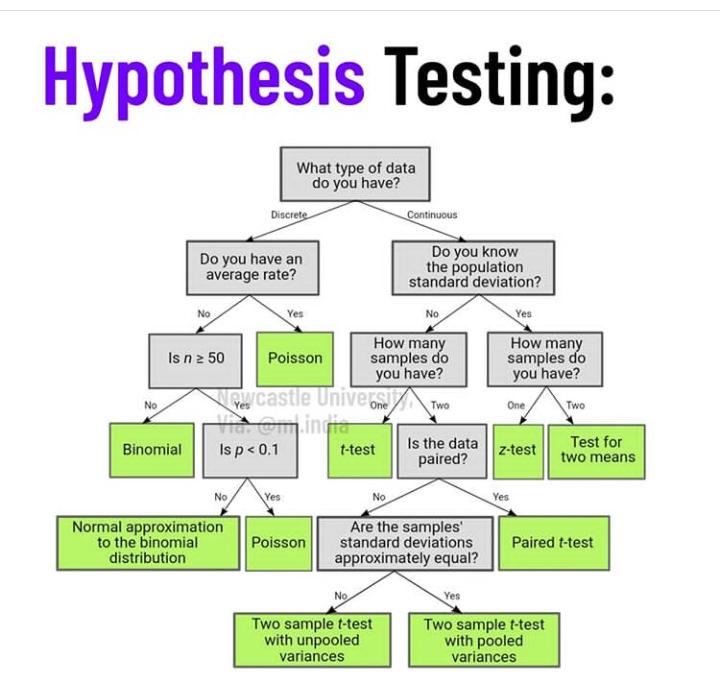 Hypothesis Testing:
What type of data
do you have?
Discrete
Continuous
Do you have an
average rate?
Do you know
the population
standard deviation?
No
Yes
No
Yes
Is n ≥ 50
Poisson
How many
samples do
you have?
How many
samples do
you have?
Newcastle University,
Via: @ml.india
No
Yes
One
Two
One
Two
Binomial
Is p < 0.1
t-test
Is the data
paired?
z-test
Test for
two means
No
Yes
No
Yes
Normal approximation
to the binomial
distribution
Poisson
Are the samples'
standard deviations
approximately equal?
Paired t-test
No
Yes
Two sample t-test
with unpooled
variances
Two sample t-test
with pooled
variances